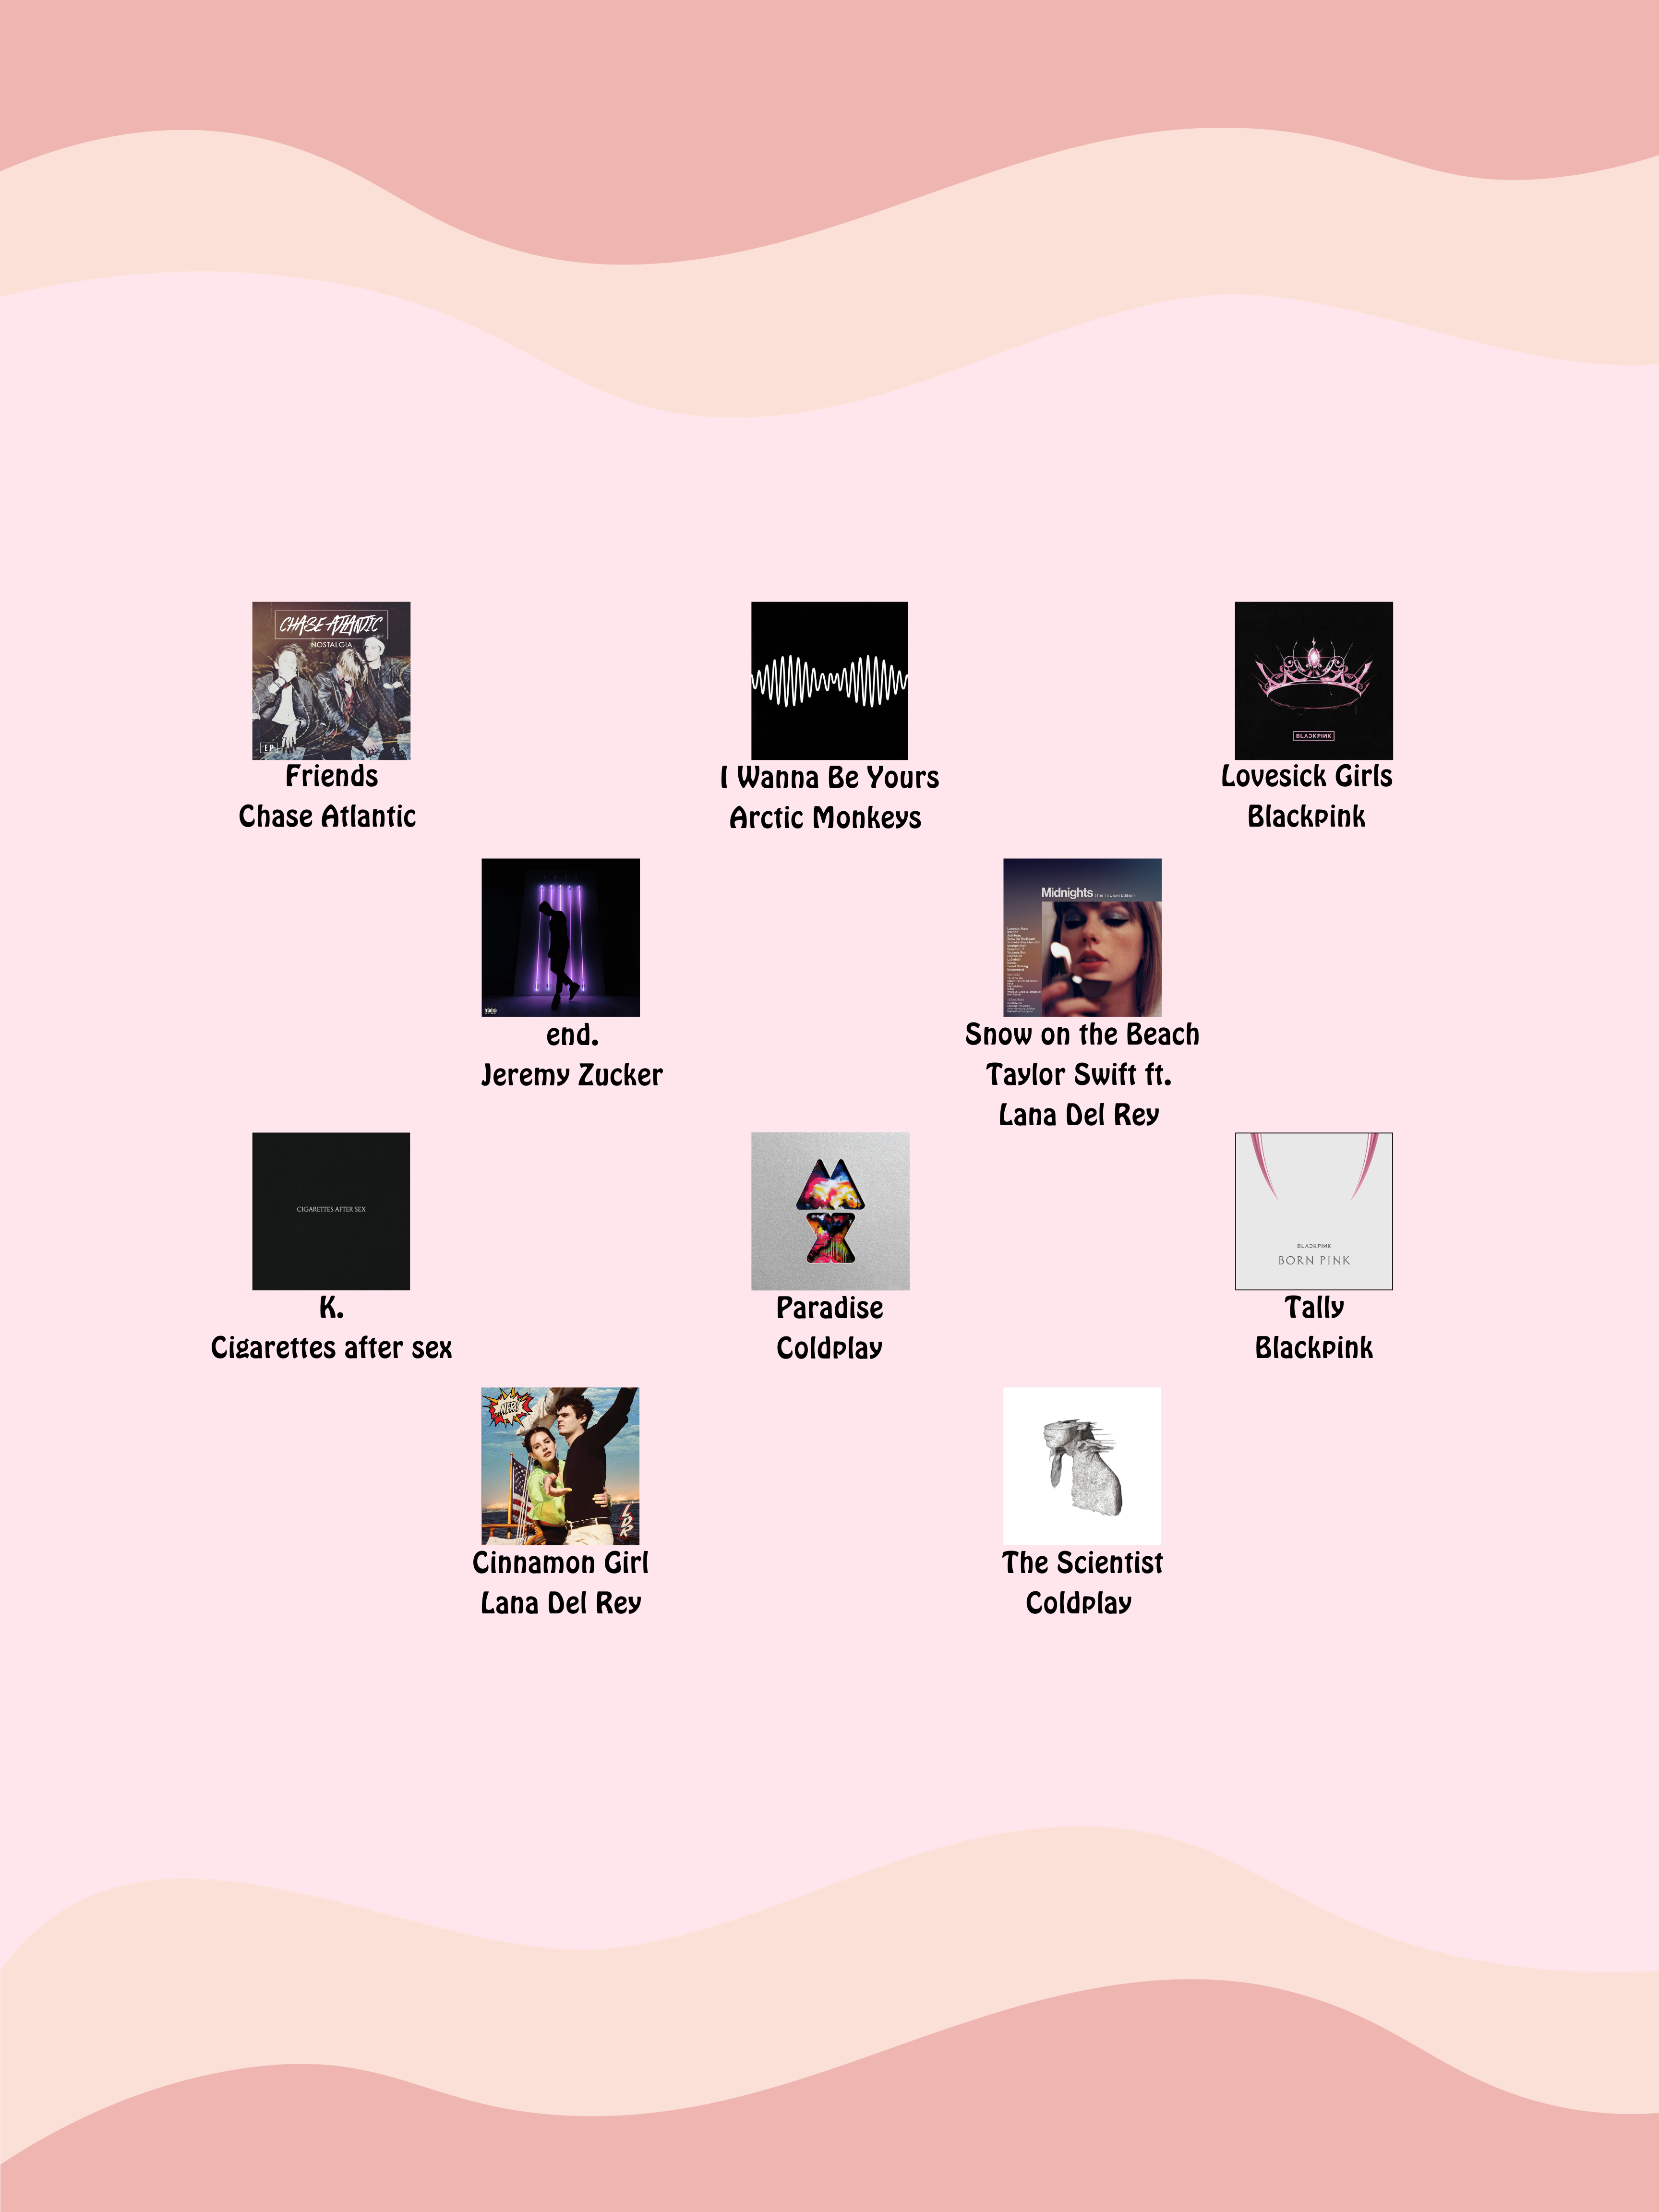 CHASE ATLANTIC
NOSTALGIA
EP
Friends
Chase Atlantic
I Wanna Be Yours
Arctic Monkeys
BLACKPINK
Lovesick Girls
Blackpink
end.
Jeremy Zucker
Midnights (The Til Dawn Edition)
Snow on the Beach
Taylor Swift ft.
Lana Del Rey
CIGARETTES AFTER SEX
K.
Cigarettes after sex
Paradise
Coldplay
BLACKPINK
BORN PINK
Tally
Blackpink
NFR!
LDR
Cinnamon Girl
Lana Del Rey
The Scientist
Coldplay